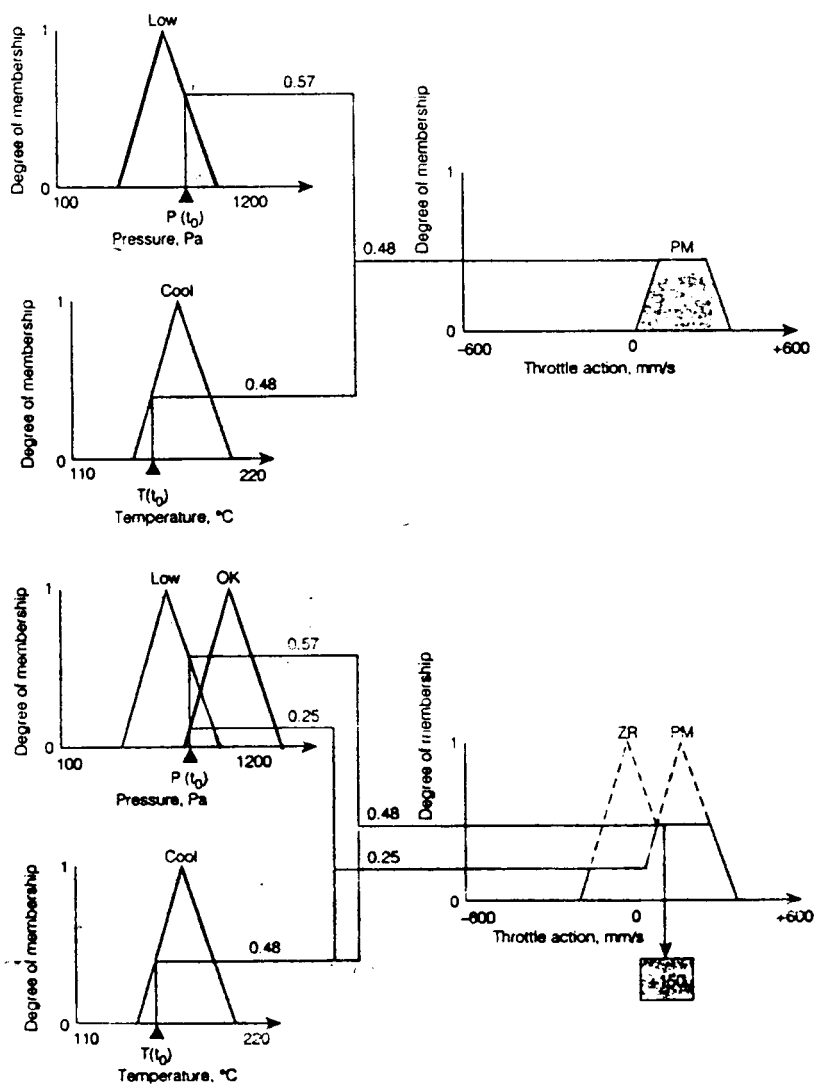 Low
1
0.57
Degree of membership
0
100
P (t0)
1200
Pressure, Pa
Degree of membership
1
PM
0.48
0
-600
0
+600
Throttle action, mm/s
Cool
1
Degree of membership
0.48
0
110
T(t0)
220
Temperature, °C
Low
OK
1
Degree of membership
0.57
0.25
0
100
P (t0)
1200
Pressure, Pa
Degree of membership
ZR
PM
1
0.48
0.25
0
-600
0
+600
Throttle action, mm/s
+150
Cool
1
Degree of membership
0.48
0
110
T(t0)
220
Temperature, °C